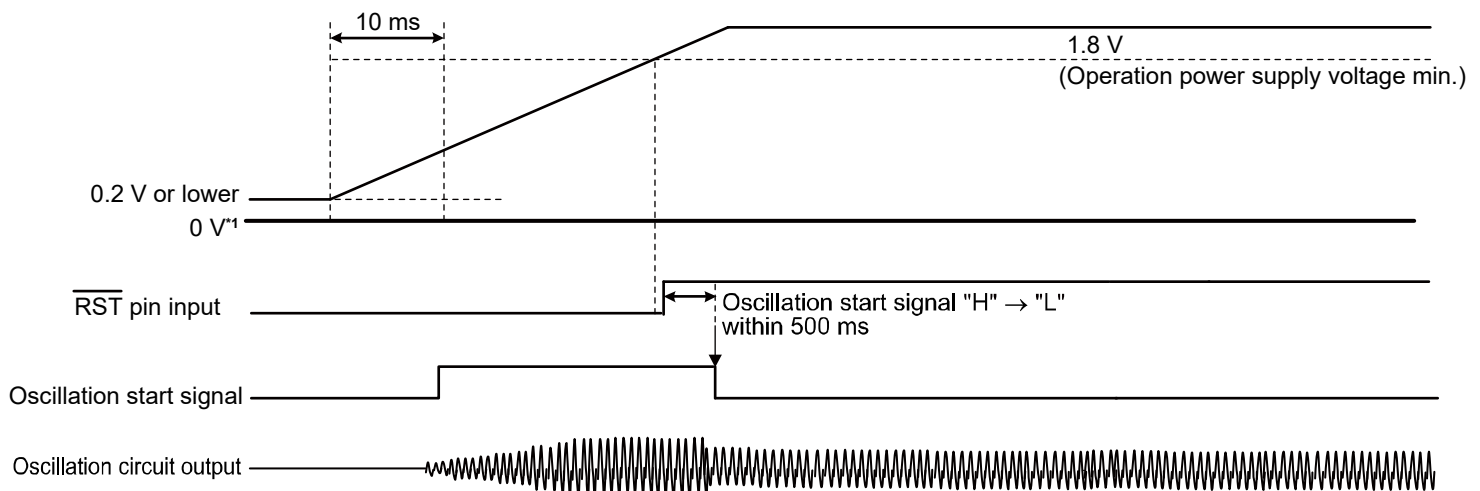 10 ms
1.8 V
(Operation power supply voltage min.)
0.2 V or lower
0 V*1
RST pin input
Oscillation start signal "H" → "L"
within 500 ms
Oscillation start signal
Oscillation circuit output